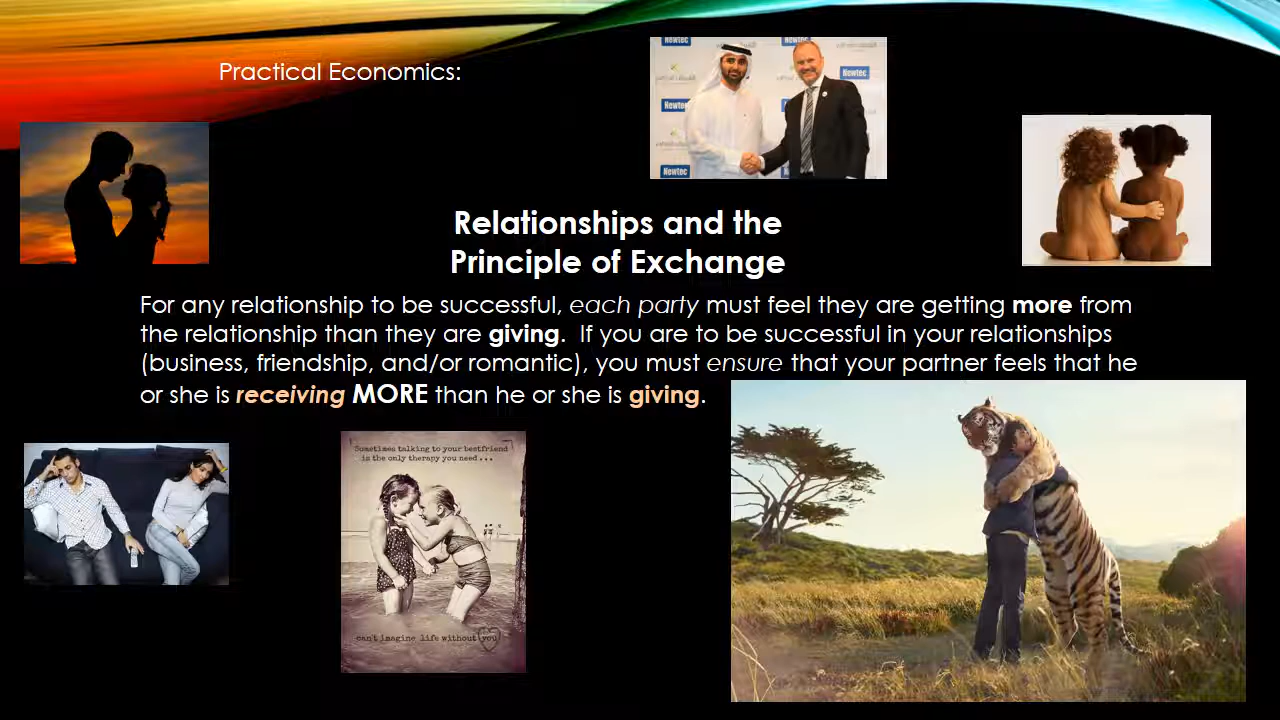 Practical Economics:
Newtec
Newtec
Newtec
Newtec
Newtec
Relationships and the
Principle of Exchange
For any relationship to be successful, each party must feel they are getting more from
the relationship than they are giving.  If you are to be successful in your relationships
(business, friendship, and/or romantic), you must ensure that your partner feels that he
or she is receiving MORE than he or she is giving.
Sometimes talking to your bestfriend
is the only therapy you need...
can't imagine life without you